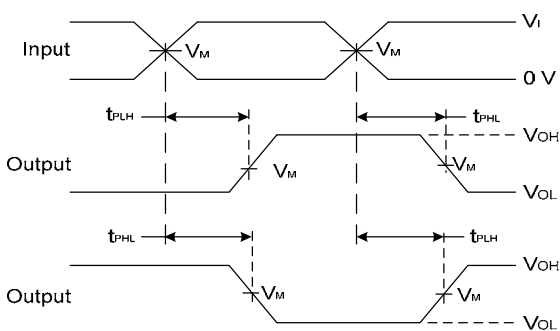 Input VM VM VI
0 V
tPLH tPHL
Output VM VM VOH
VOL
tPHL tPLH
Output VM VM VOH
VOL